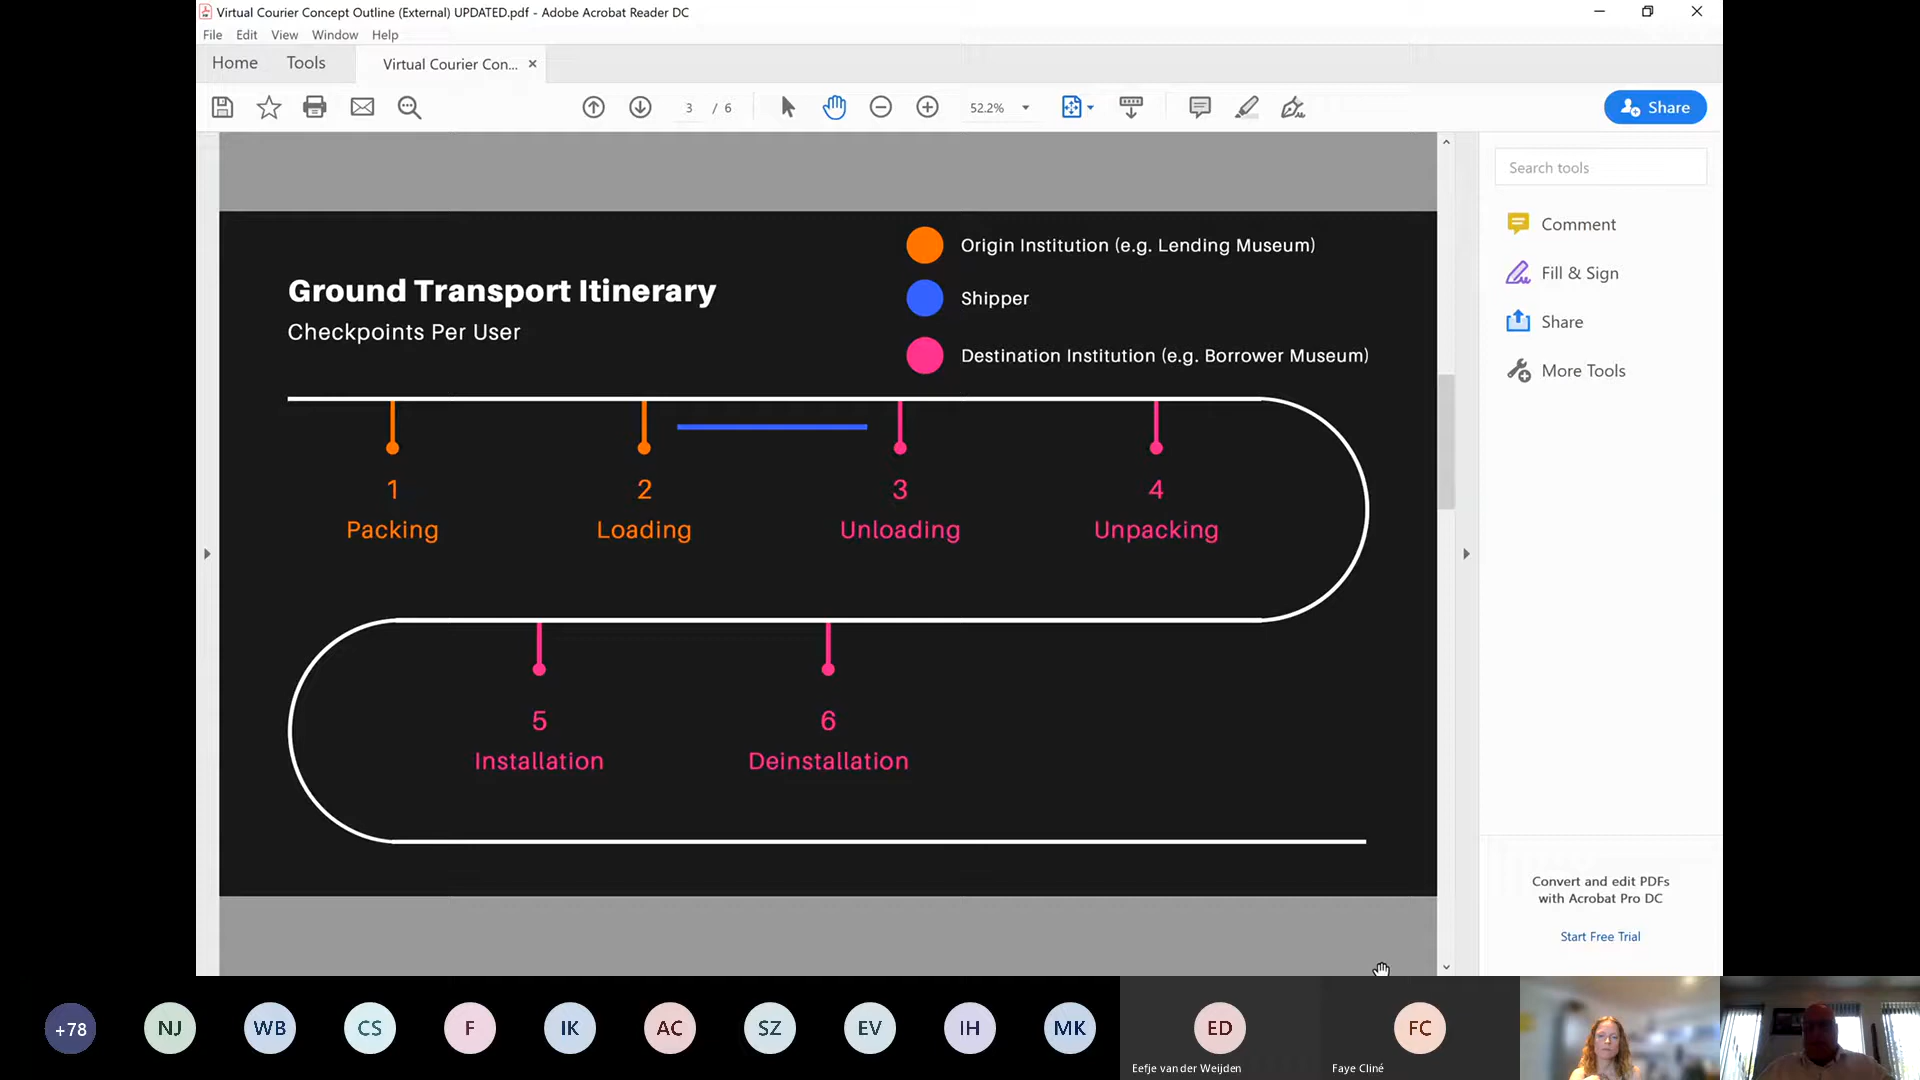 Virtual Courier Concept Outline (External) UPDATED.pdf - Adobe Acrobat Reader DC
File Edit View Window Help
Home Tools Virtual Courier Con... ×
3 / 6 52.2% Share
Search tools
Comment
Fill & Sign
Share
More Tools
Origin Institution (e.g. Lending Museum)
Shipper
Destination Institution (e.g. Borrower Museum)
Ground Transport Itinerary
Checkpoints Per User
1 2 3 4
Packing Loading Unloading Unpacking
5 6
Installation Deinstallation
Convert and edit PDFs
with Acrobat Pro DC
Start Free Trial
+78 NJ WB CS F IK AC SZ EV IH MK ED FC
Eefje van der Weijden Faye Cliné